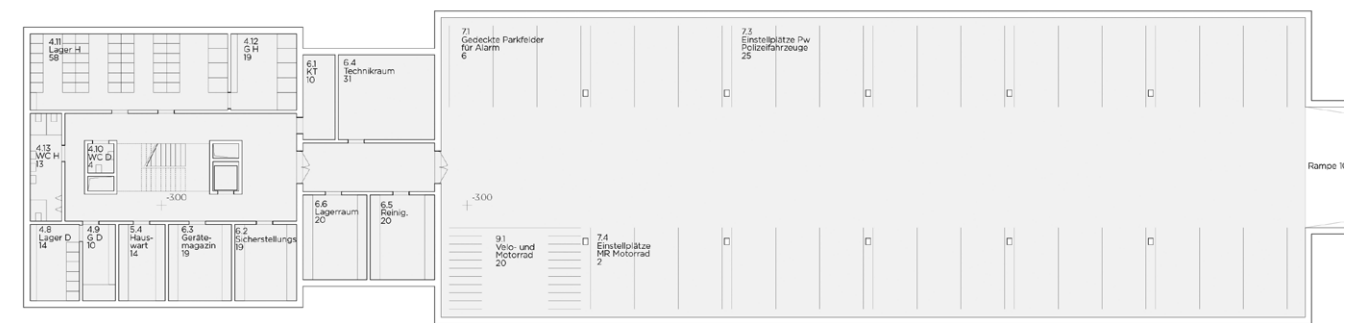 4.11
Lager H
58
4.12
G H
19
6.1
KT
10
6.4
Technikraum
31
7.1
Gedeckte Parkfelder
für Alarm
6
7.3
Einstellplätze Pw
Polizeifahrzeuge
25
4.13
WC H
13
4.10
WC D
4
-300
-300
Rampe
4.8
Lager D
14
4.9
G D
10
5.4
Haus-
wart
14
6.3
Geräte-
magazin
19
6.2
Sicherstellungs
19
6.6
Lagerraum
20
6.5
Reinig.
20
9.1
Velo- und
Motorrad
20
7.4
Einstellplätze
MR Motorrad
2